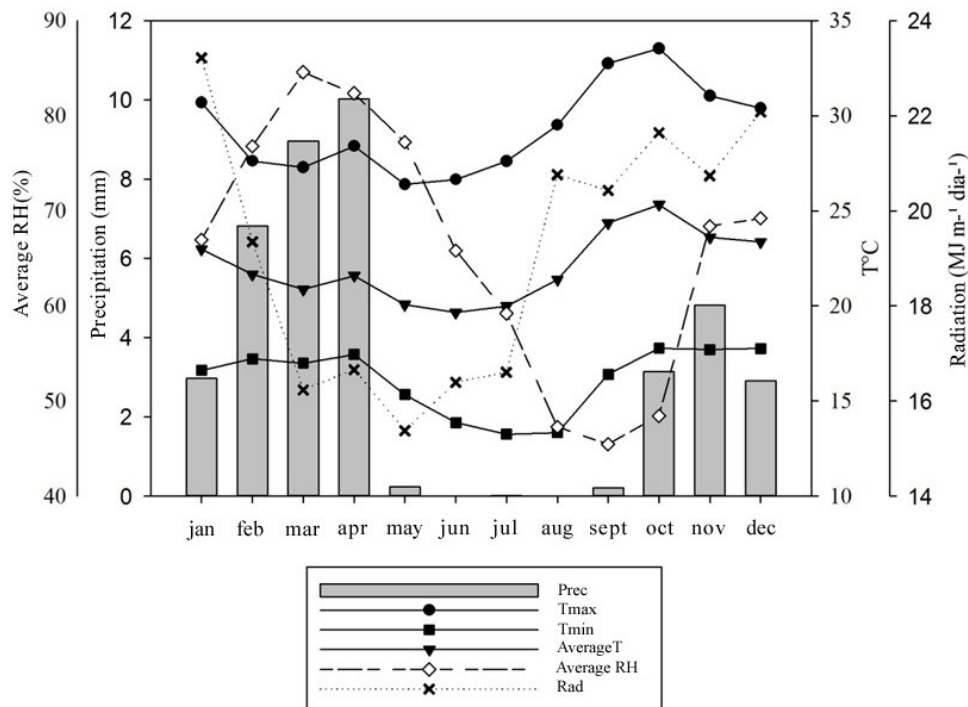 90 12 35 24
80 10 30 22
8
70 25 20
6
60 20 18
4
50 15 16
2
40 0 10 14
Average RH(%)
Precipitation (mm)
T°C
Radiation (MJ m-¹ dia-¹)
jan feb mar apr may jun jul aug sept oct nov dec
Prec
Tmax
Tmin
AverageT
Average RH
Rad